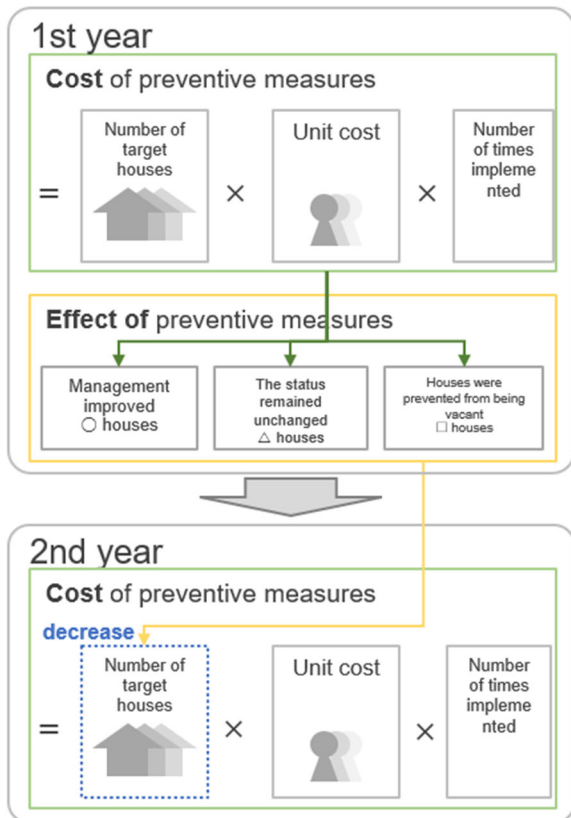 1st year
Cost of preventive measures
Number of
target
houses
Unit cost
Number
of times
impleme
nted
=
×
×
Effect of preventive measures
Management
improved
○ houses
The status
remained
unchanged
△ houses
Houses were
prevented from being
vacant
□ houses
2nd year
Cost of preventive measures
decrease
Number of
target
houses
Unit cost
Number
of times
impleme
nted
=
×
×